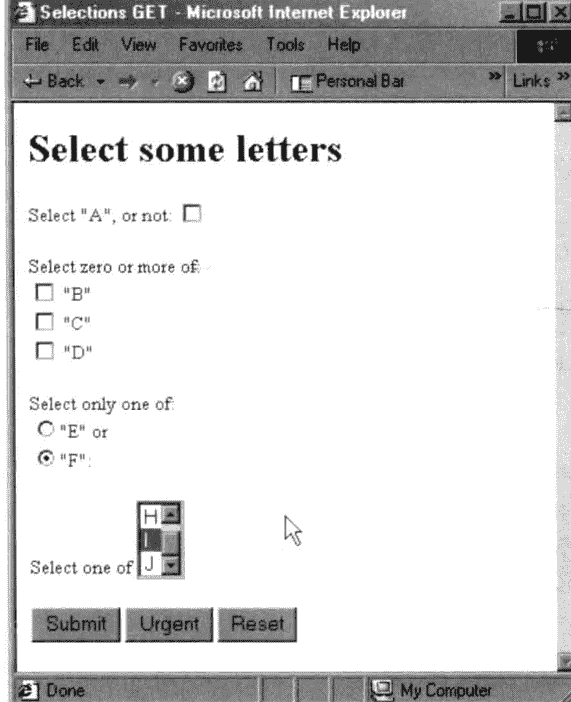 Selections GET - Microsoft Internet Explorer
File Edit View Favorites Tools Help
Back Personal Bar » Links »
Select some letters
Select "A", or not:
Select zero or more of:
"B"
"C"
"D"
Select only one of:
"E" or
"F":
H
I
Select one of J
Submit Urgent Reset
Done My Computer